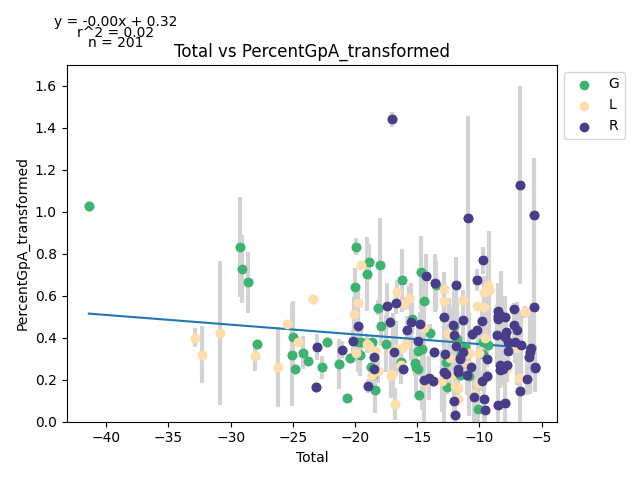 y = -0.00x + 0.32
r^2 = 0.02
n = 201
Total vs PercentGpA_transformed
G
L
R
PercentGpA_transformed
1.6
1.4
1.2
1.0
0.8
0.6
0.4
0.2
0.0
−40 −35 −30 −25 −20 −15 −10 −5
Total